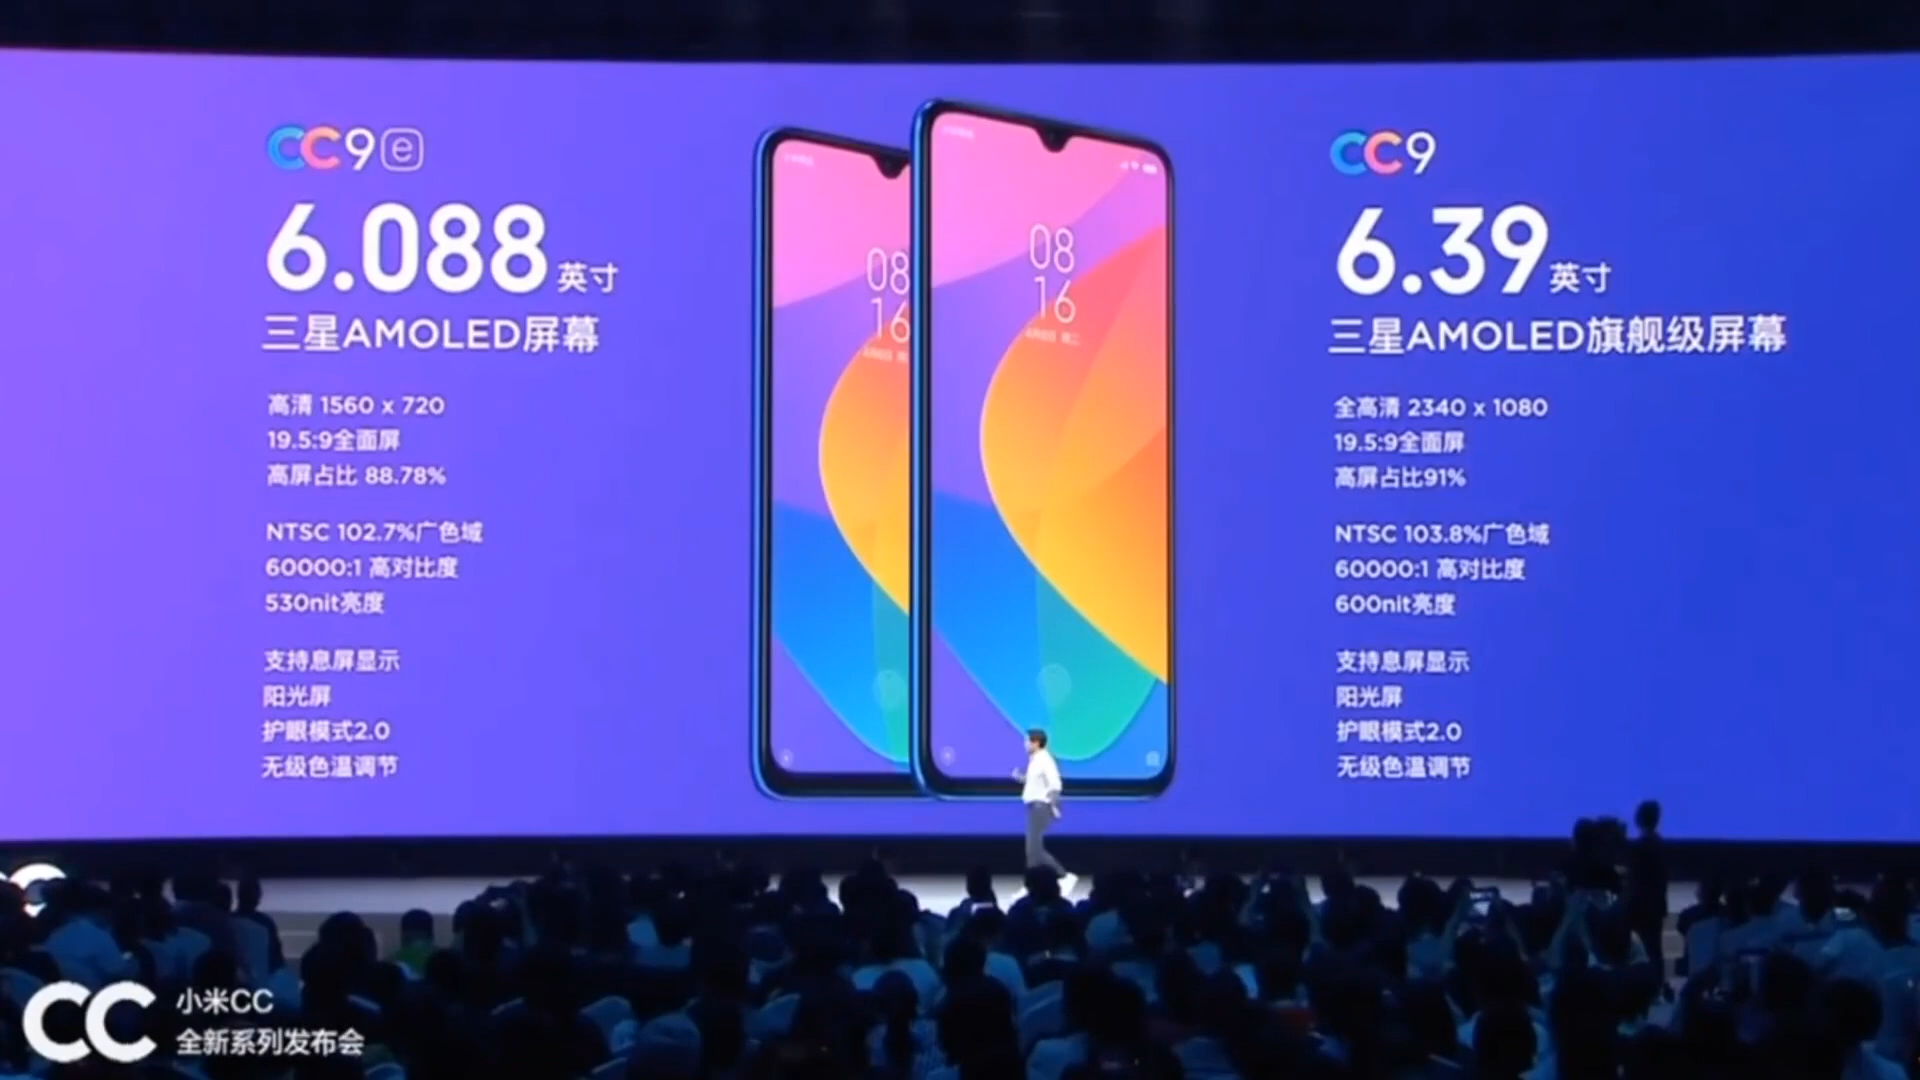 CC9e
6.088英寸
三星AMOLED屏幕
高清 1560 x 720
19.5:9全面屏
高屏占比 88.78%
NTSC 102.7%广色域
60000:1 高对比度
530nit亮度
支持息屏显示
阳光屏
护眼模式2.0
无级色温调节
08
16
08
16
CC9
6.39英寸
三星AMOLED旗舰级屏幕
全高清 2340 x 1080
19.5:9全面屏
高屏占比91%
NTSC 103.8%广色域
60000:1 高对比度
600nit亮度
支持息屏显示
阳光屏
护眼模式2.0
无级色温调节
CC
小米CC
全新系列发布会